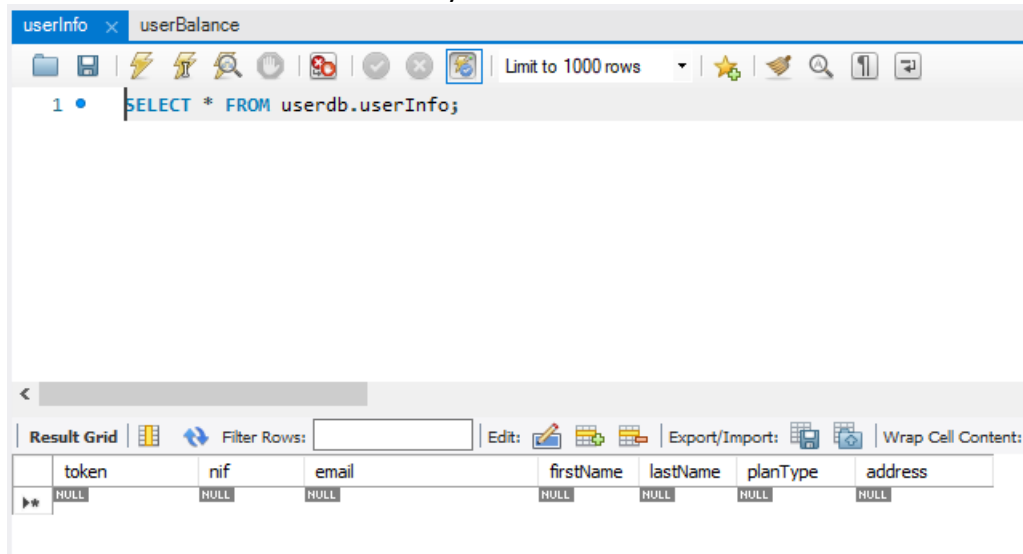 userInfo userBalance
Limit to 1000 rows
1 SELECT * FROM userdb.userInfo;
Result Grid Filter Rows: Edit: Export/Import: Wrap Cell Content:
token nif email firstName lastName planType address
NULL NULL NULL NULL NULL NULL NULL